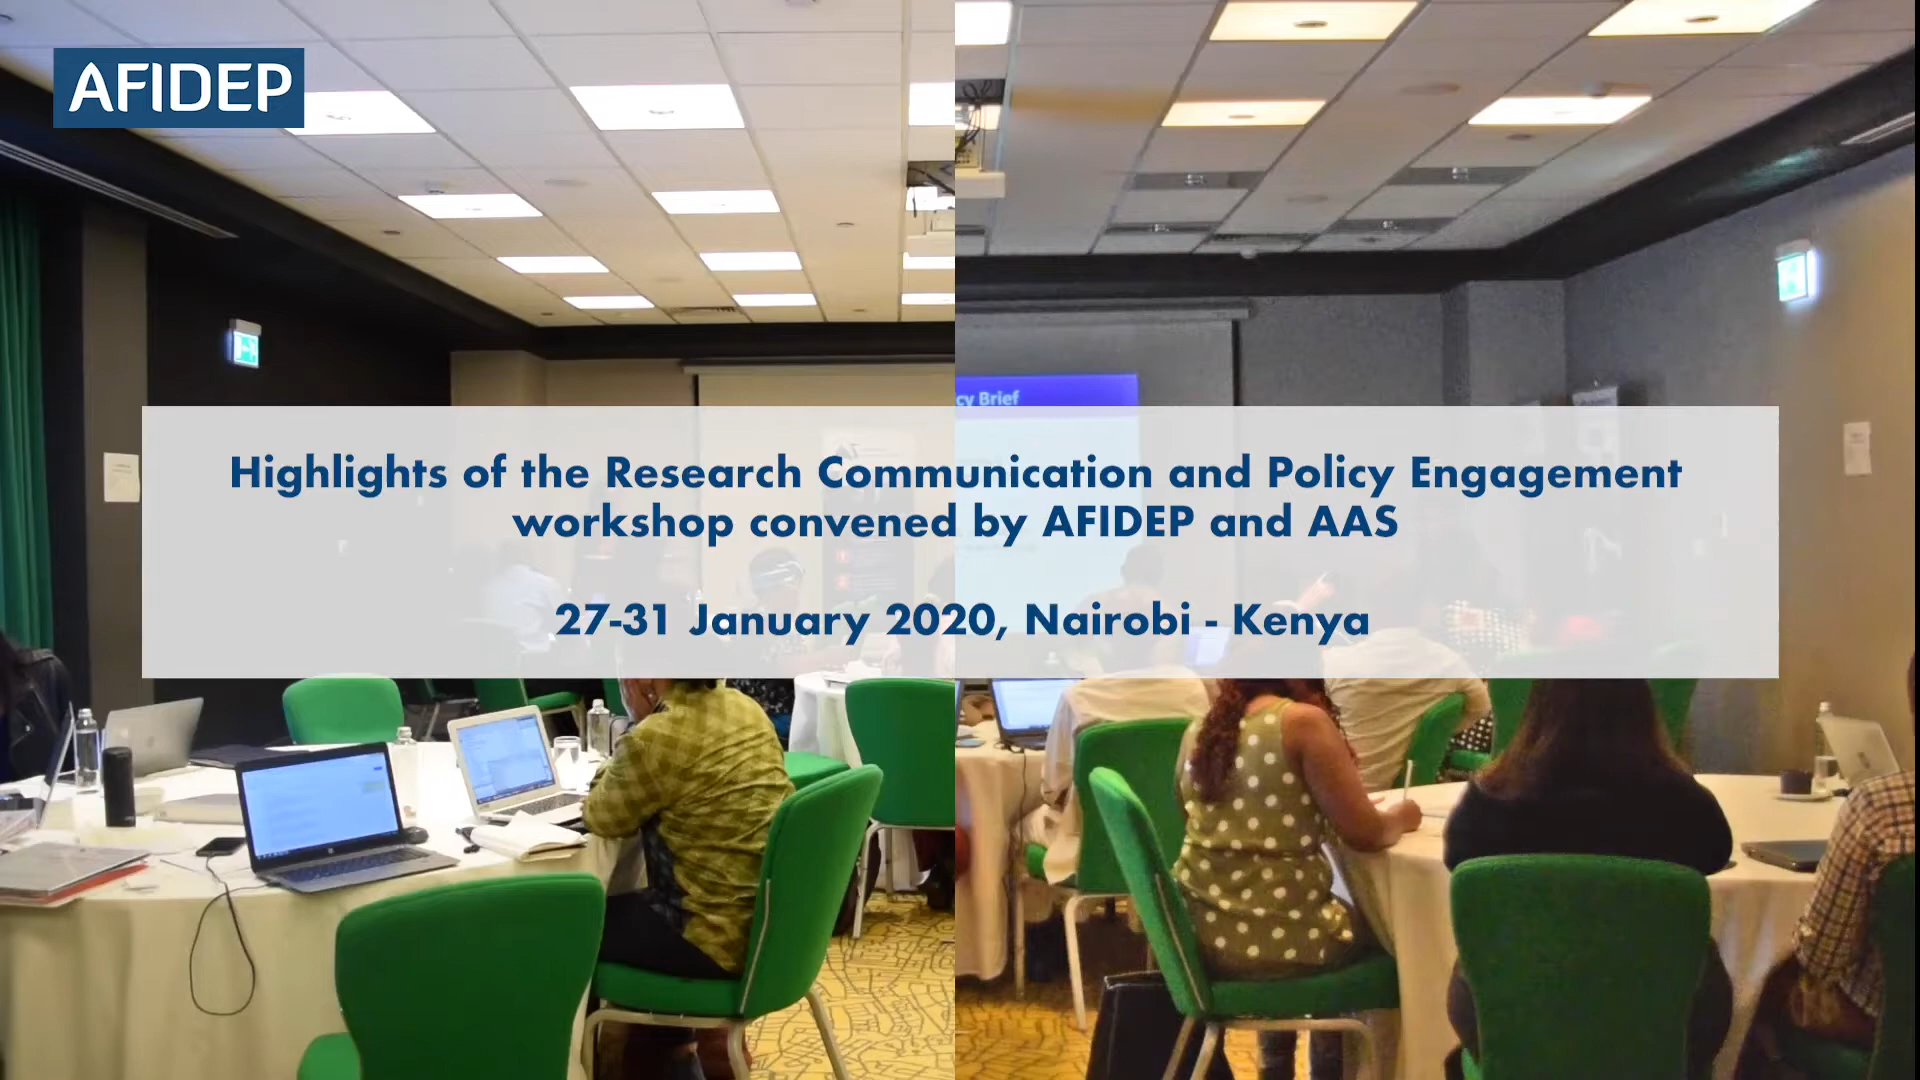 AFIDEP
cy Brief
Highlights of the Research Communication and Policy Engagement
workshop convened by AFIDEP and AAS
27-31 January 2020, Nairobi - Kenya